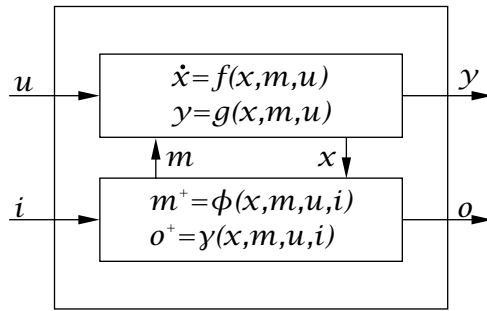 u
ẋ=f(x,m,u)
y=g(x,m,u)
y
m
x
i
m⁺=ϕ(x,m,u,i)
o⁺=γ(x,m,u,i)
o